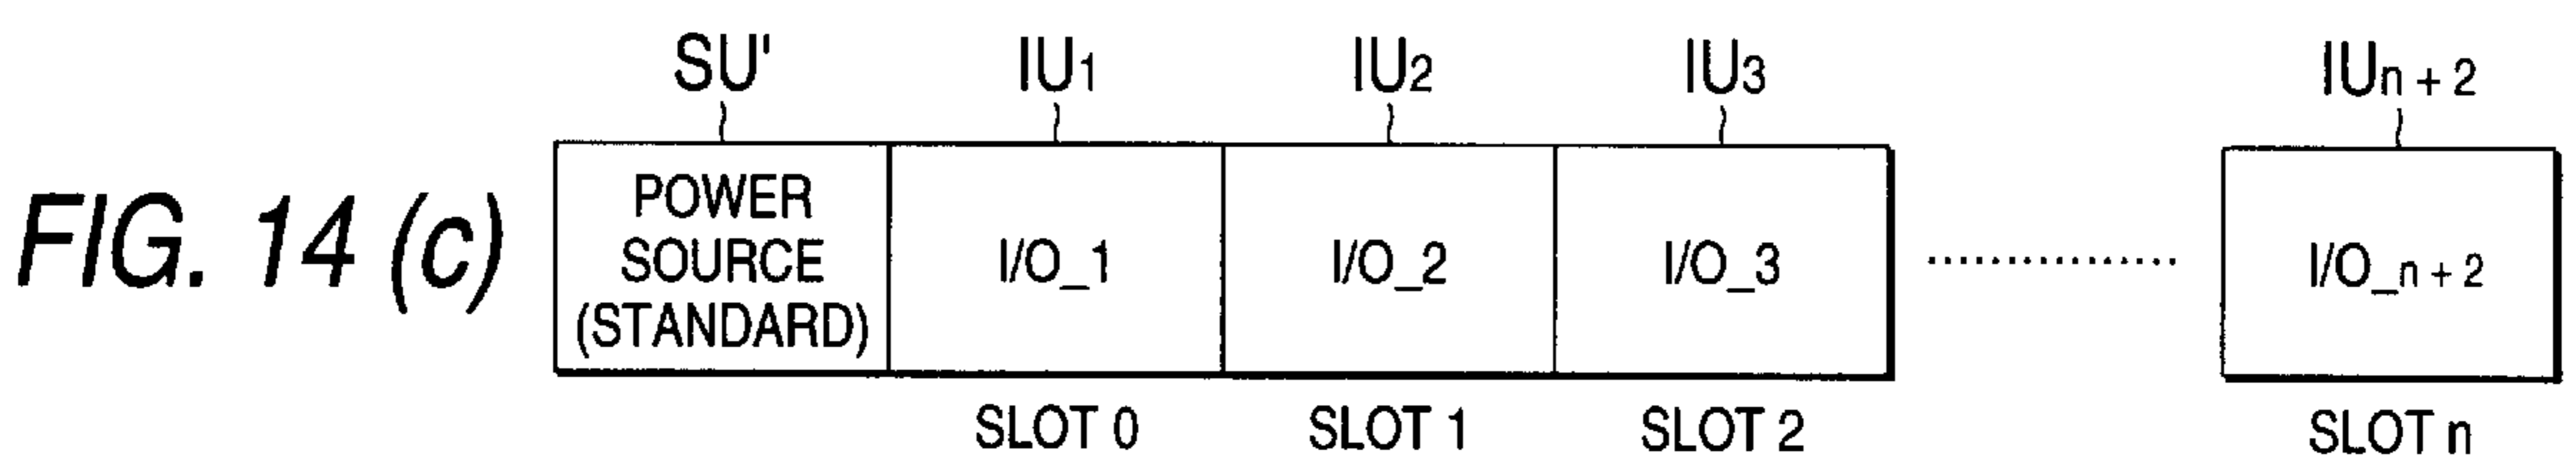 SU' IU1 IU2 IU3 IUn + 2
FIG. 14 (c)
POWER
SOURCE
(STANDARD)
I/O_1 I/O_2 I/O_3 .............. I/O_n + 2
SLOT 0 SLOT 1 SLOT 2 SLOT n